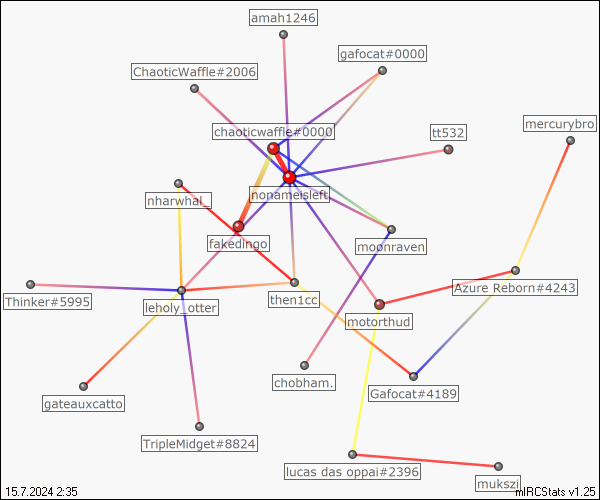 amah1246
gafocat#0000
ChaoticWaffle#2006
mercurybro
chaoticwaffle#0000
tt532
nonameisleft
nharwhal_
fakedingo
moonraven
Azure Reborn#4243
Thinker#5995
leholy_otter
then1cc
motorthud
chobham.
Gafocat#4189
gateauxcatto
TripleMidget#8824
lucas das oppai#2396
mukszi
15.7.2024 2:35
mIRCStats v1.25